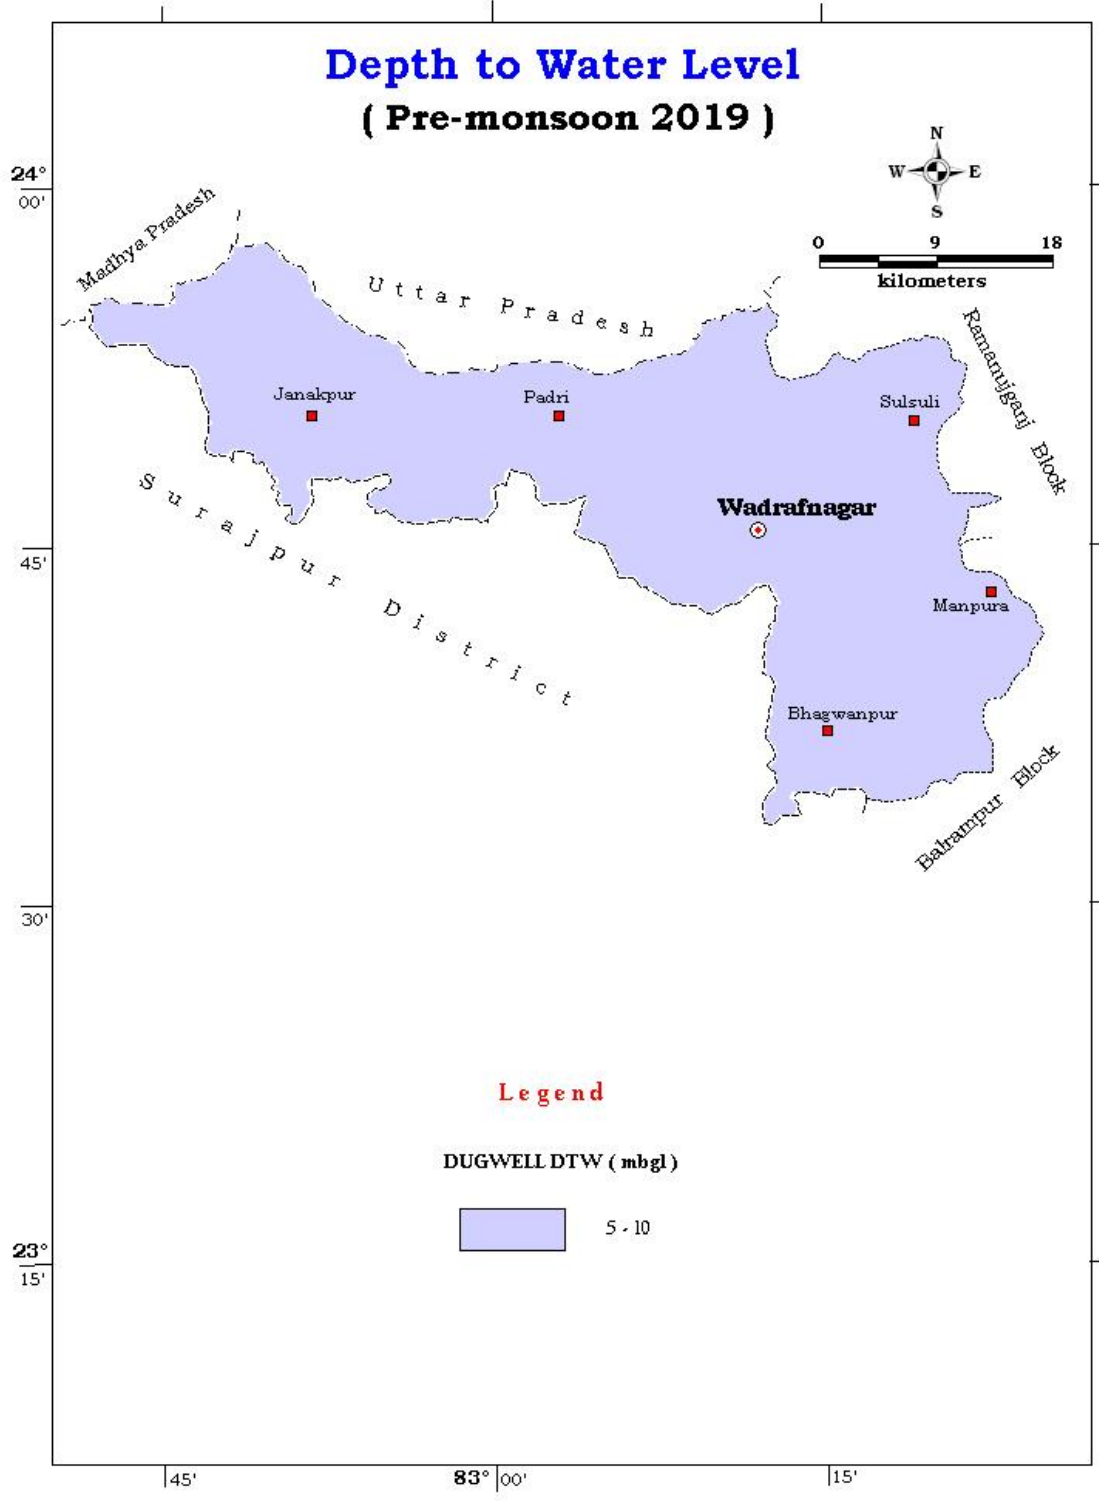 Depth to Water Level
( Pre-monsoon 2019 )
N
W E
S
24°
00'
0 9 18
kilometers
Madhya Pradesh
Uttar Pradesh
Ramanujganj Block
Janakpur
Padri
Sulsuli
Surajpur District
Wadrafnagar
45'
Manpura
Bhagwanpur
Balrampur Block
30'
Legend
DUGWELL DTW ( mbgl )
5 - 10
23°
15'
45'
83° 00'
15'